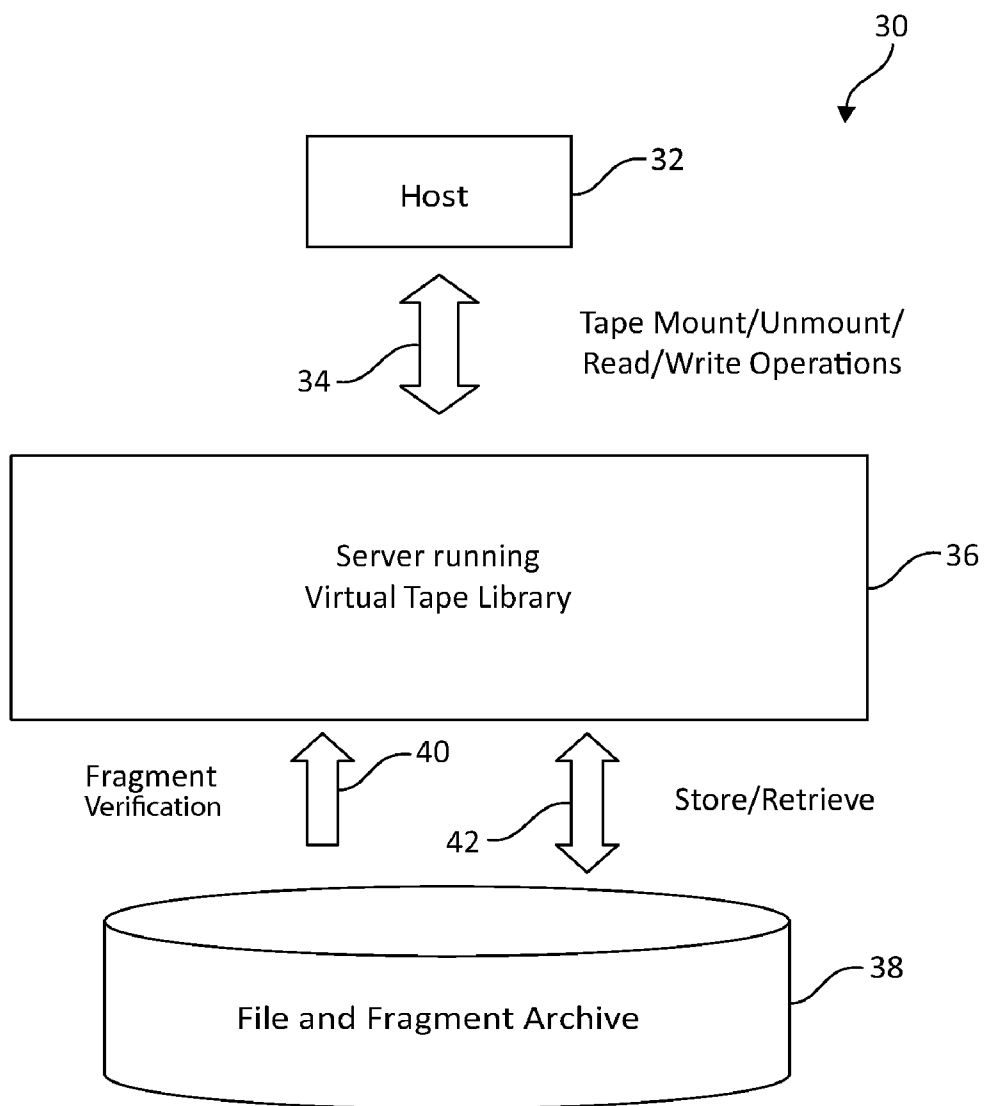 30
Host
32
Tape Mount/Unmount/
Read/Write Operations
34
Server running
Virtual Tape Library
36
Fragment
Verification
40
42
Store/Retrieve
File and Fragment Archive
38